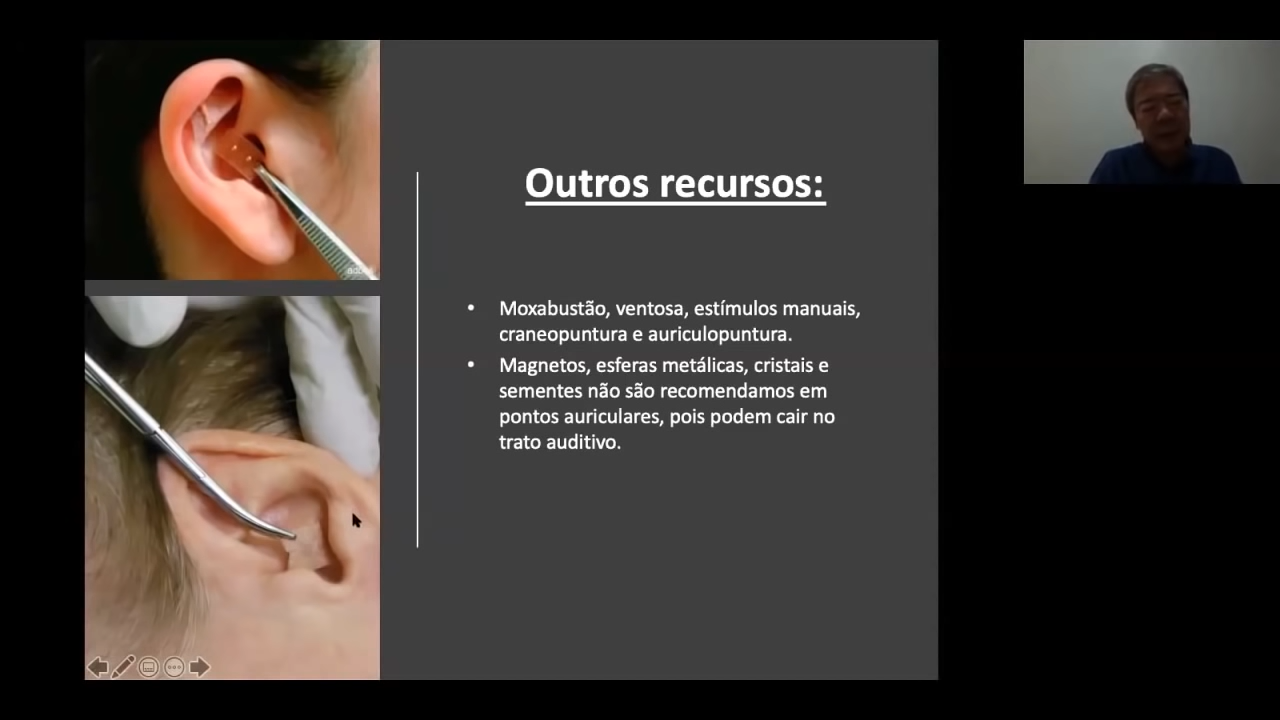 Outros recursos:
• Moxabustão, ventosa, estímulos manuais,
craneopuntura e auriculopuntura.
• Magnetos, esferas metálicas, cristais e
sementes não são recomendamos em
pontos auriculares, pois podem cair no
trato auditivo.